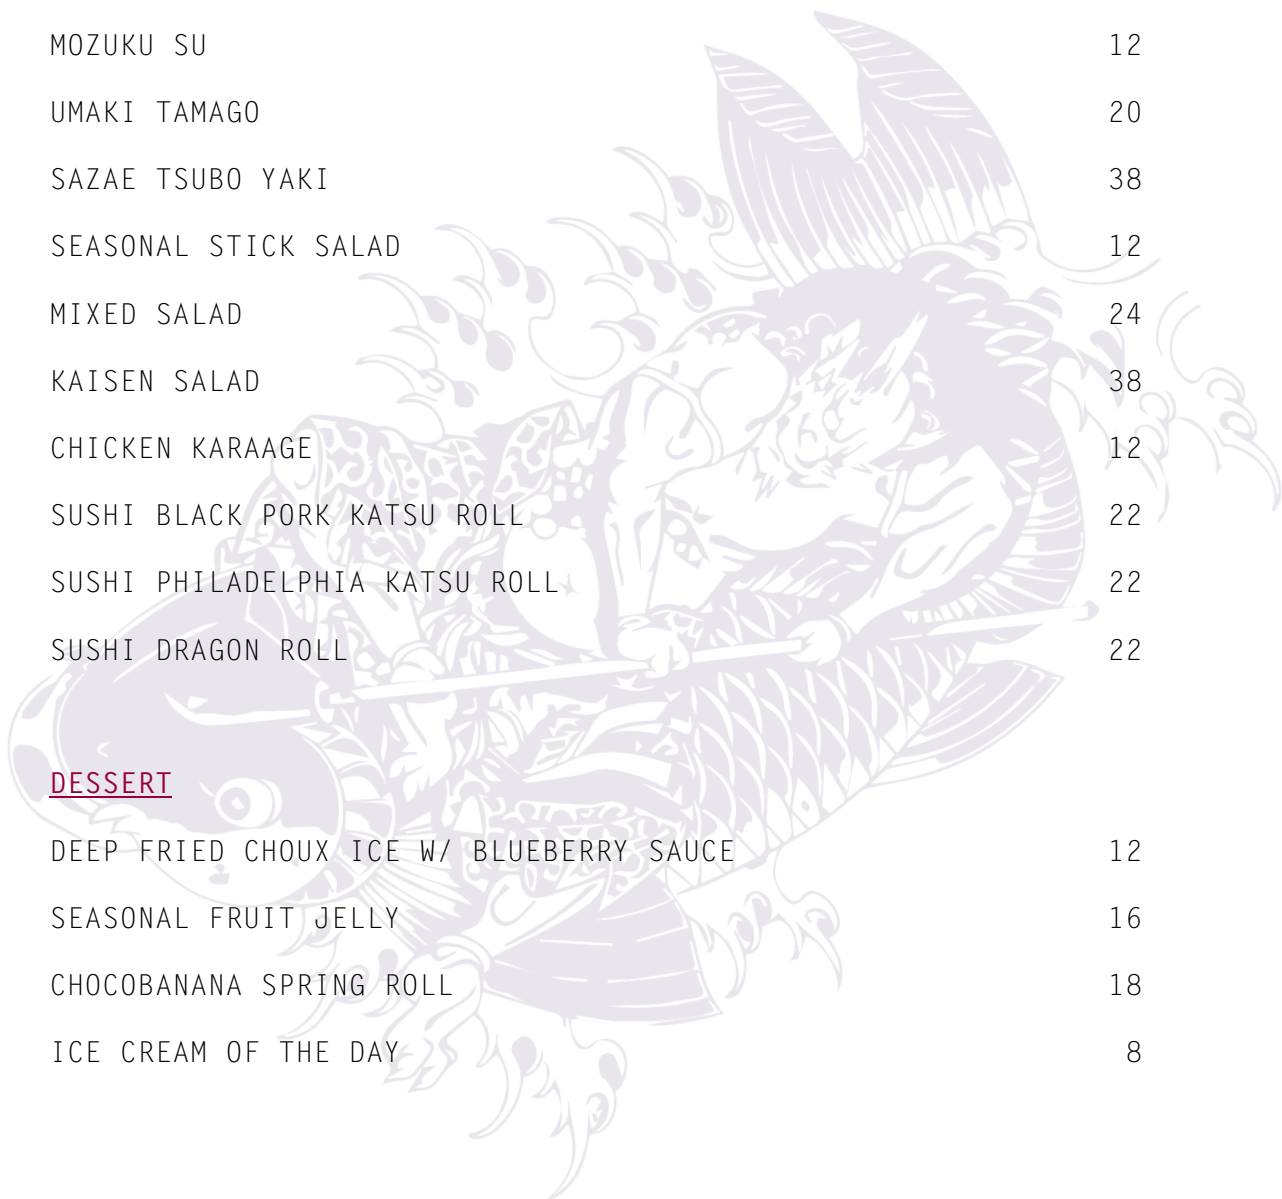 MOZUKU SU 12
UMAKI TAMAGO 20
SAZAE TSUBO YAKI 38
SEASONAL STICK SALAD 12
MIXED SALAD 24
KAISEN SALAD 38
CHICKEN KARAAGE 12
SUSHI BLACK PORK KATSU ROLL 22
SUSHI PHILADELPHIA KATSU ROLL 22
SUSHI DRAGON ROLL 22
DESSERT
DEEP FRIED CHOUX ICE W/ BLUEBERRY SAUCE 12
SEASONAL FRUIT JELLY 16
CHOCOBANANA SPRING ROLL 18
ICE CREAM OF THE DAY 8